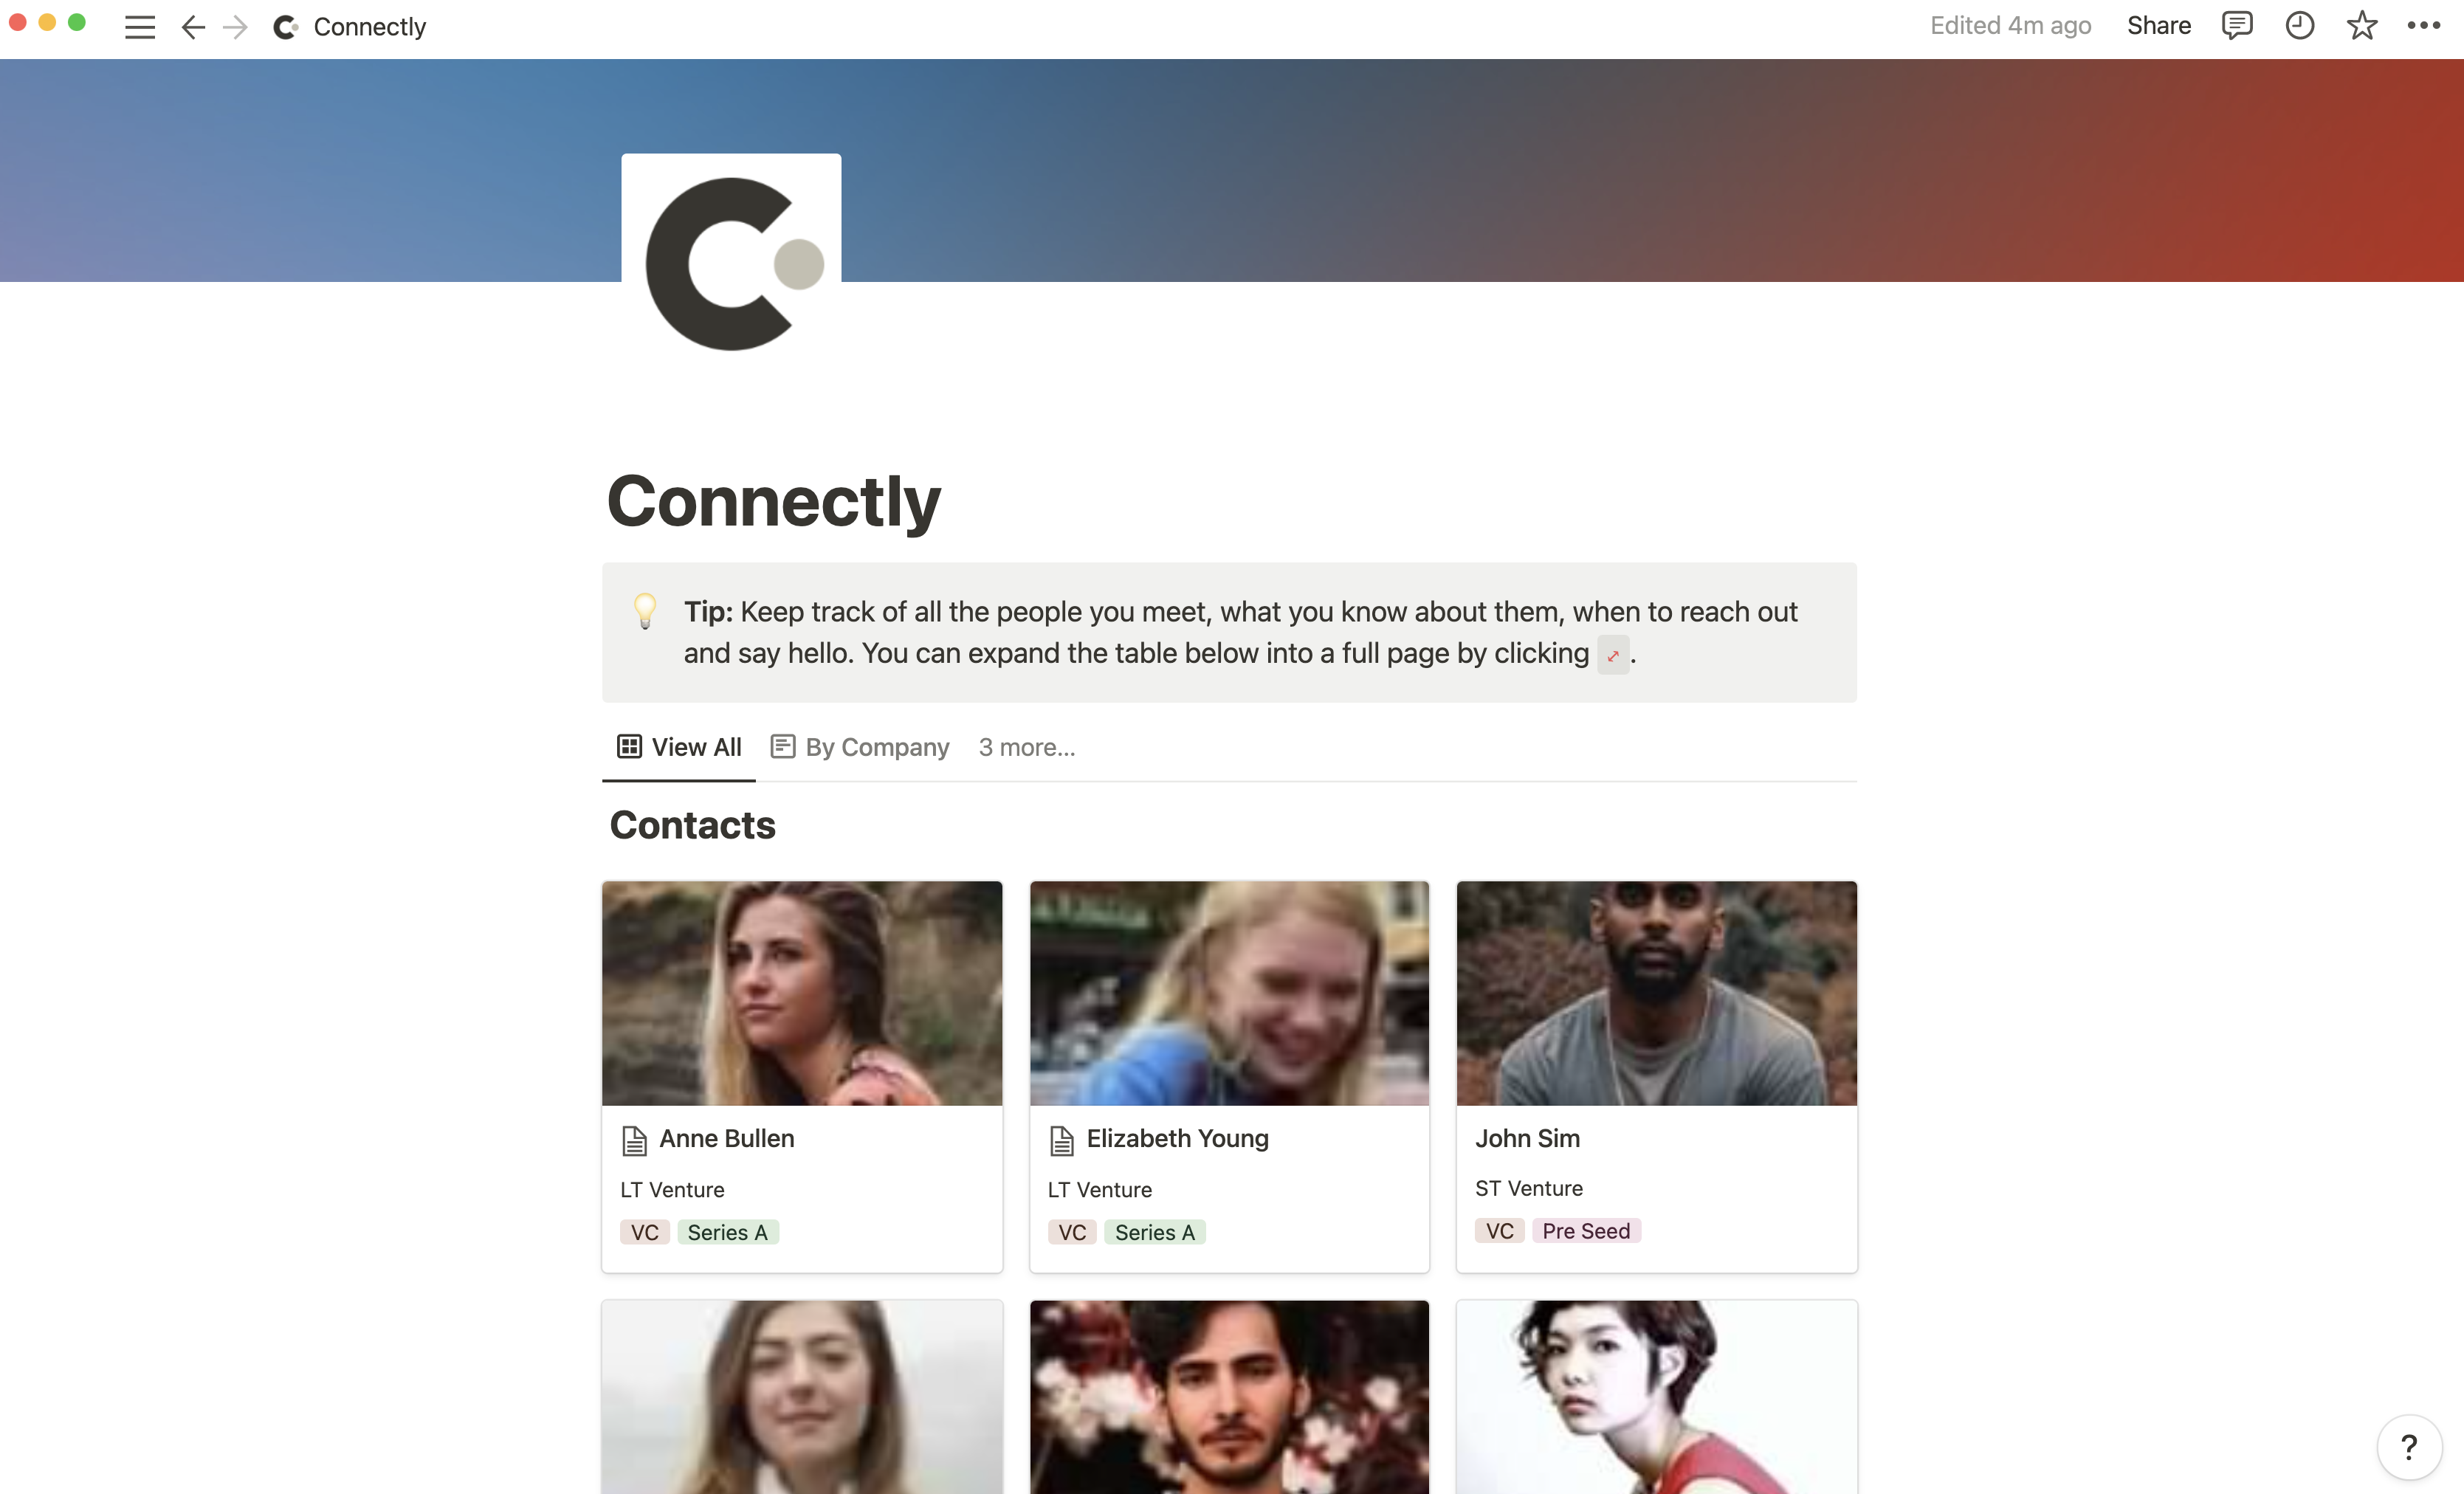 Connectly
Edited 4m ago
Share
Connectly
Tip: Keep track of all the people you meet, what you know about them, when to reach out
and say hello. You can expand the table below into a full page by clicking ⤢.
View All
By Company
3 more...
Contacts
Anne Bullen
LT Venture
VC Series A
Elizabeth Young
LT Venture
VC Series A
John Sim
ST Venture
VC Pre Seed
?